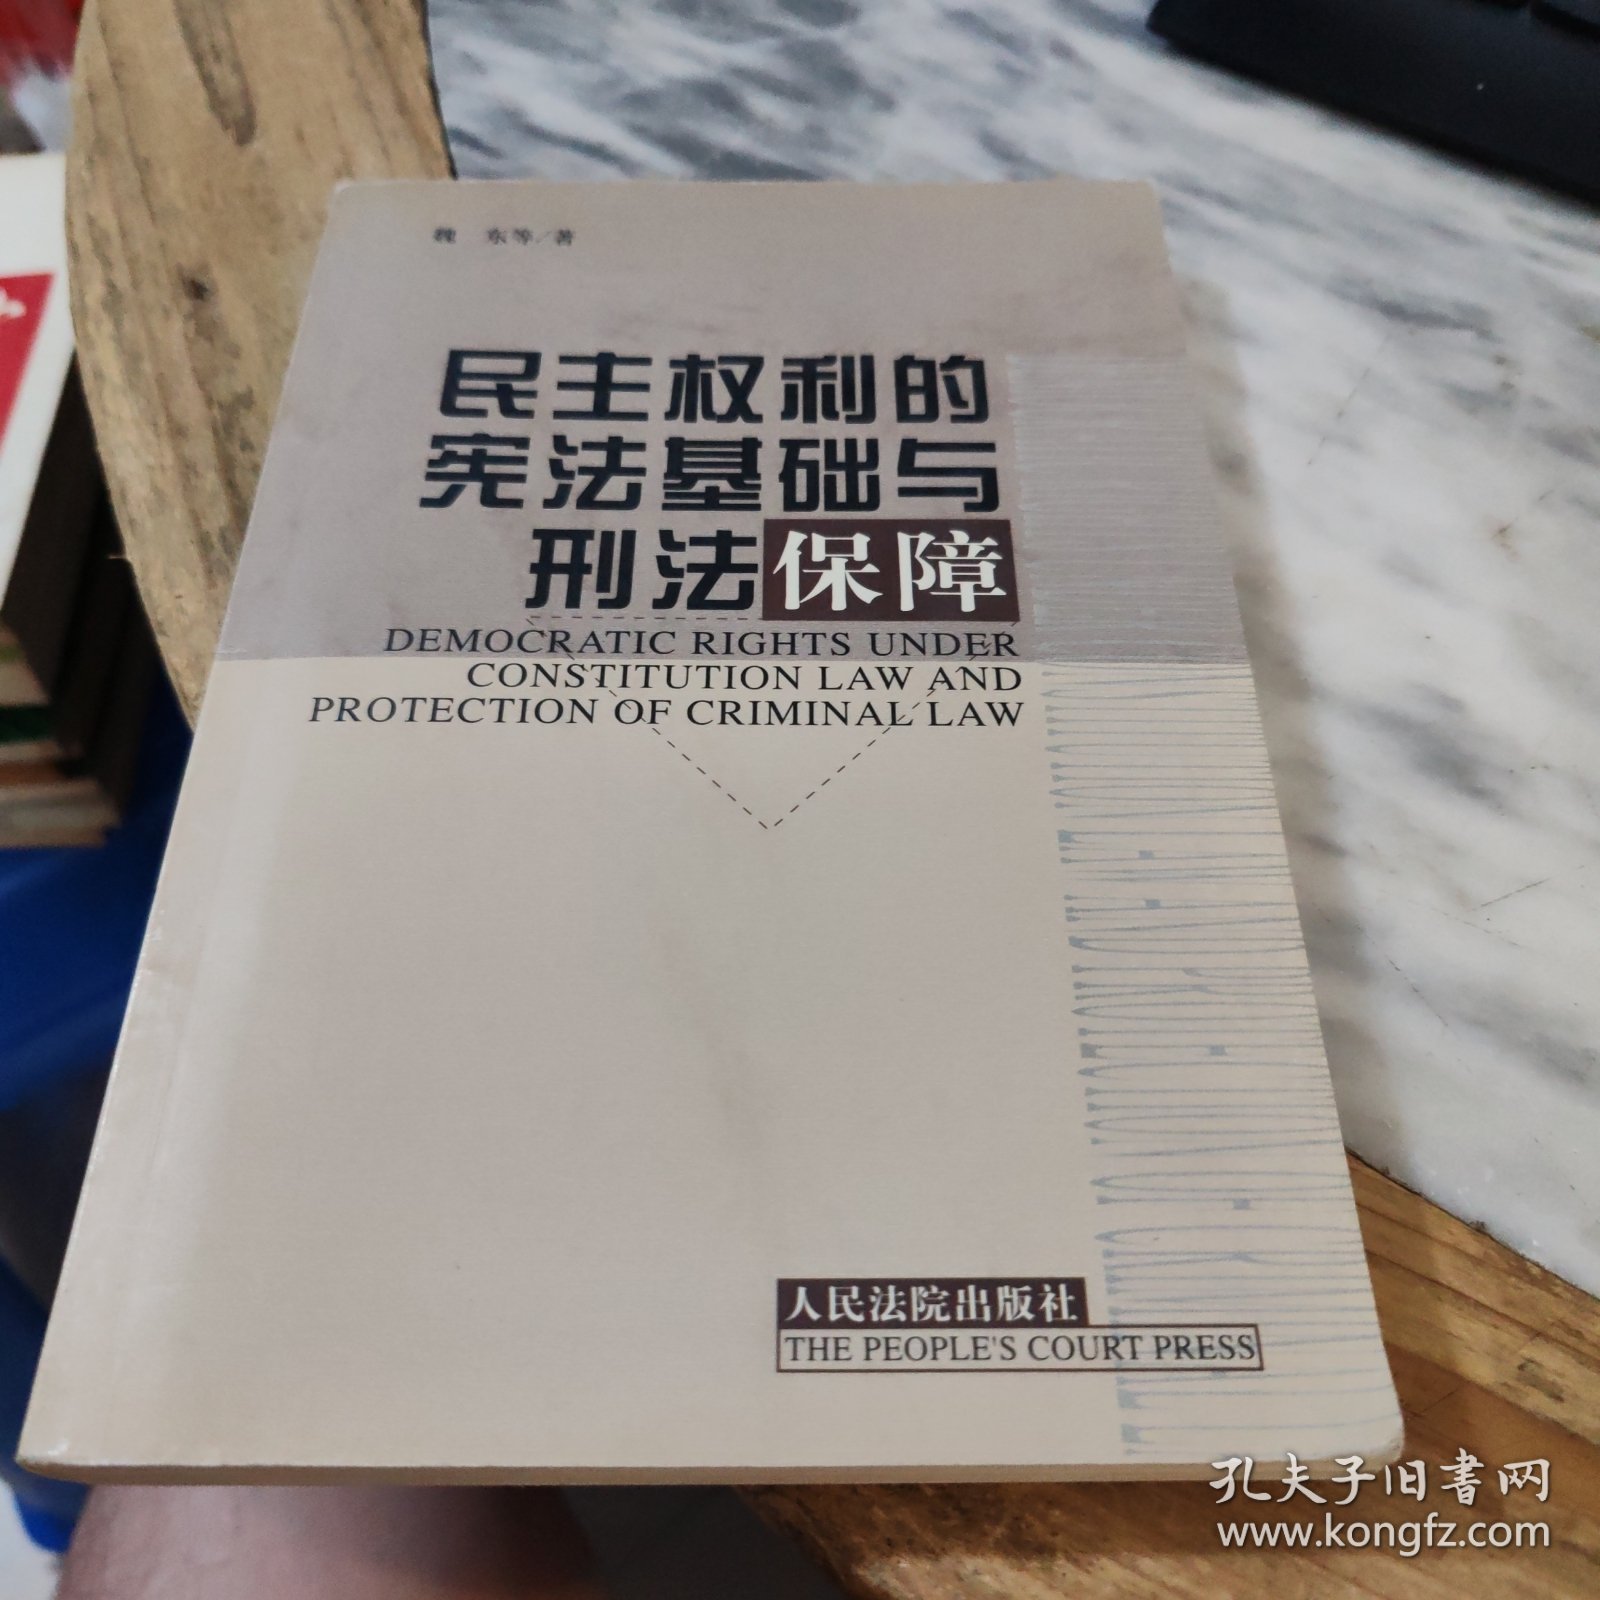 魏 东等/著
民主权利的
宪法基础与
刑法保障
DEMOCRATIC RIGHTS UNDER
CONSTITUTION LAW AND
PROTECTION OF CRIMINAL LAW
人民法院出版社
THE PEOPLE'S COURT PRESS
孔夫子旧书网
www.kongfz.com